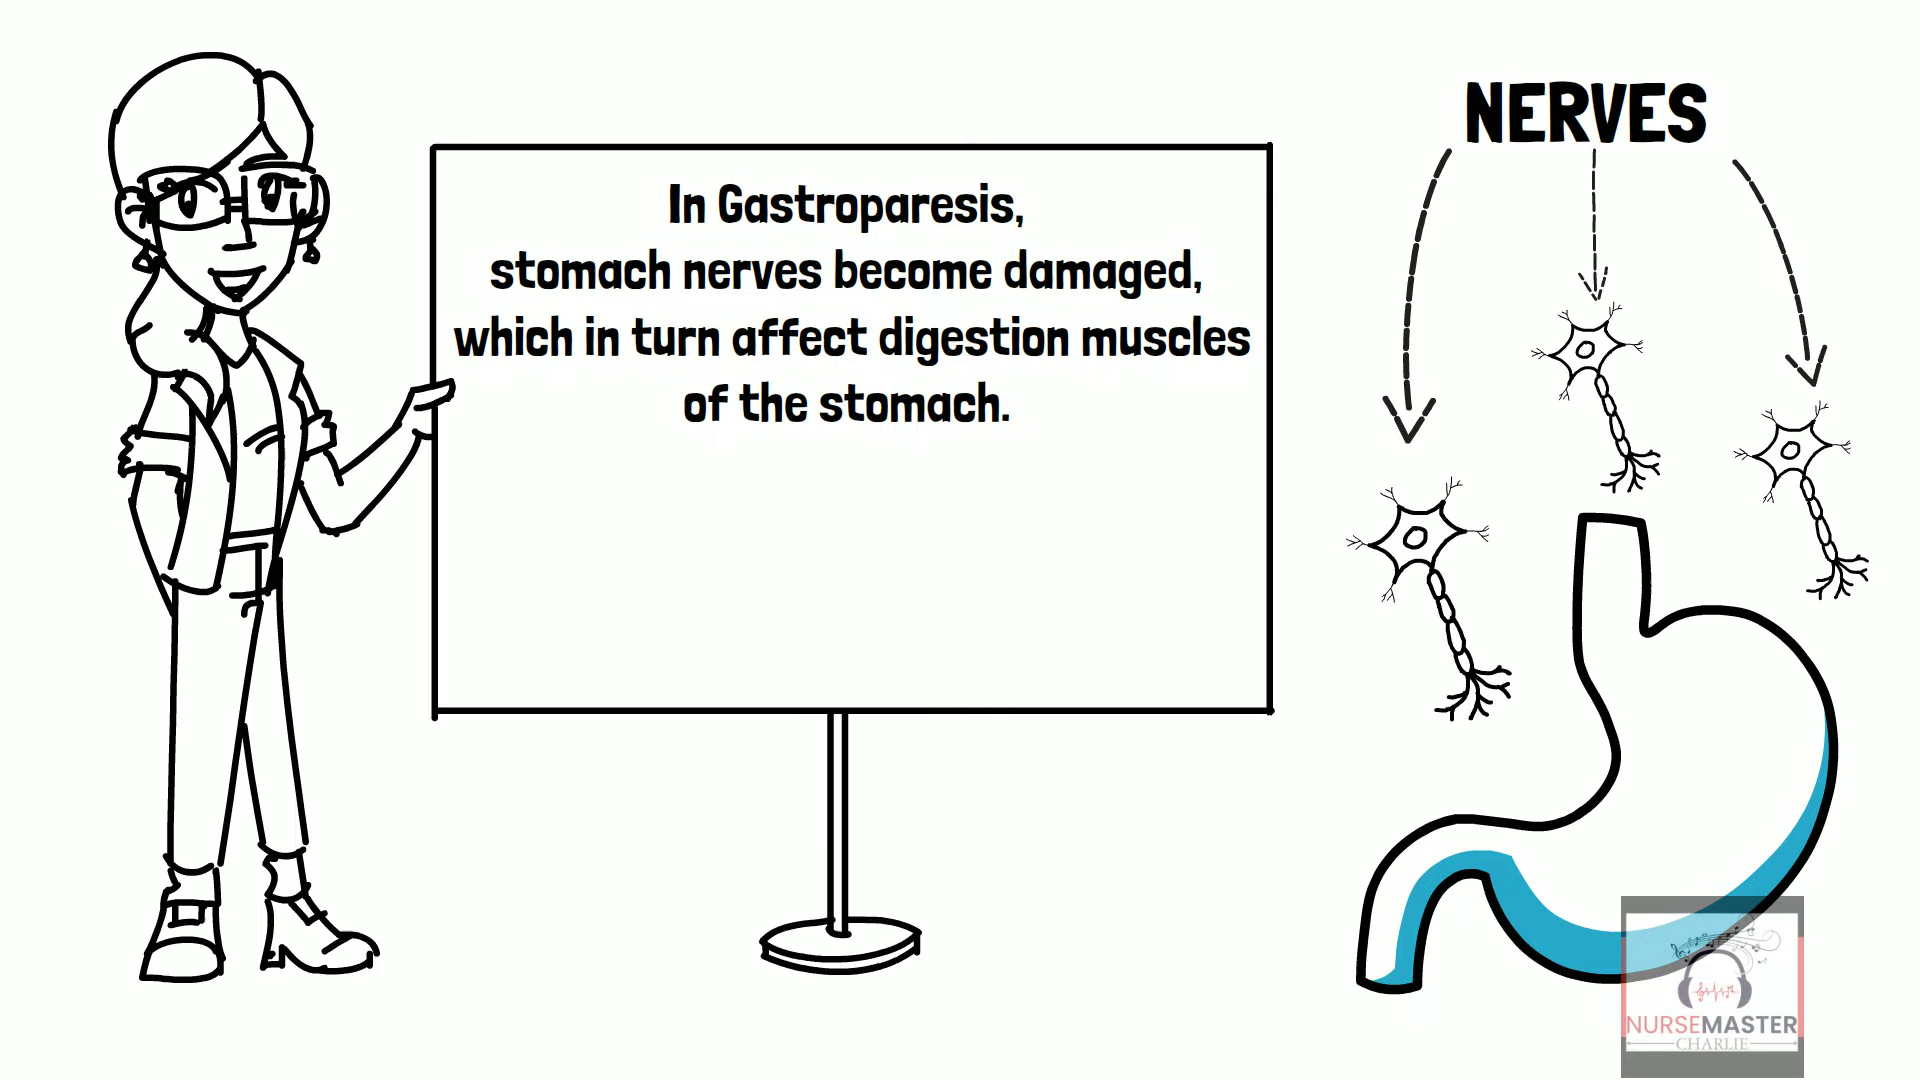 NERVES
In Gastroparesis,
stomach nerves become damaged,
which in turn affect digestion muscles
of the stomach.
NURSEMASTER
CHARLIE